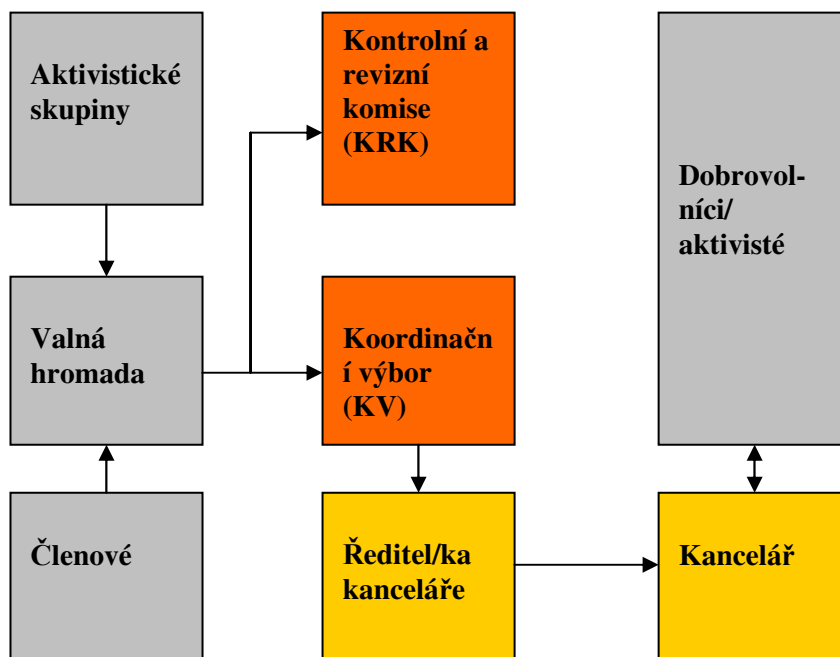 Aktivistické
skupiny
Kontrolní a
revizní
komise
(KRK)
Dobrovol-
níci/
aktivisté
Valná
hromada
Koordinačn
í výbor
(KV)
Členové
Ředitel/ka
kanceláře
Kancelář